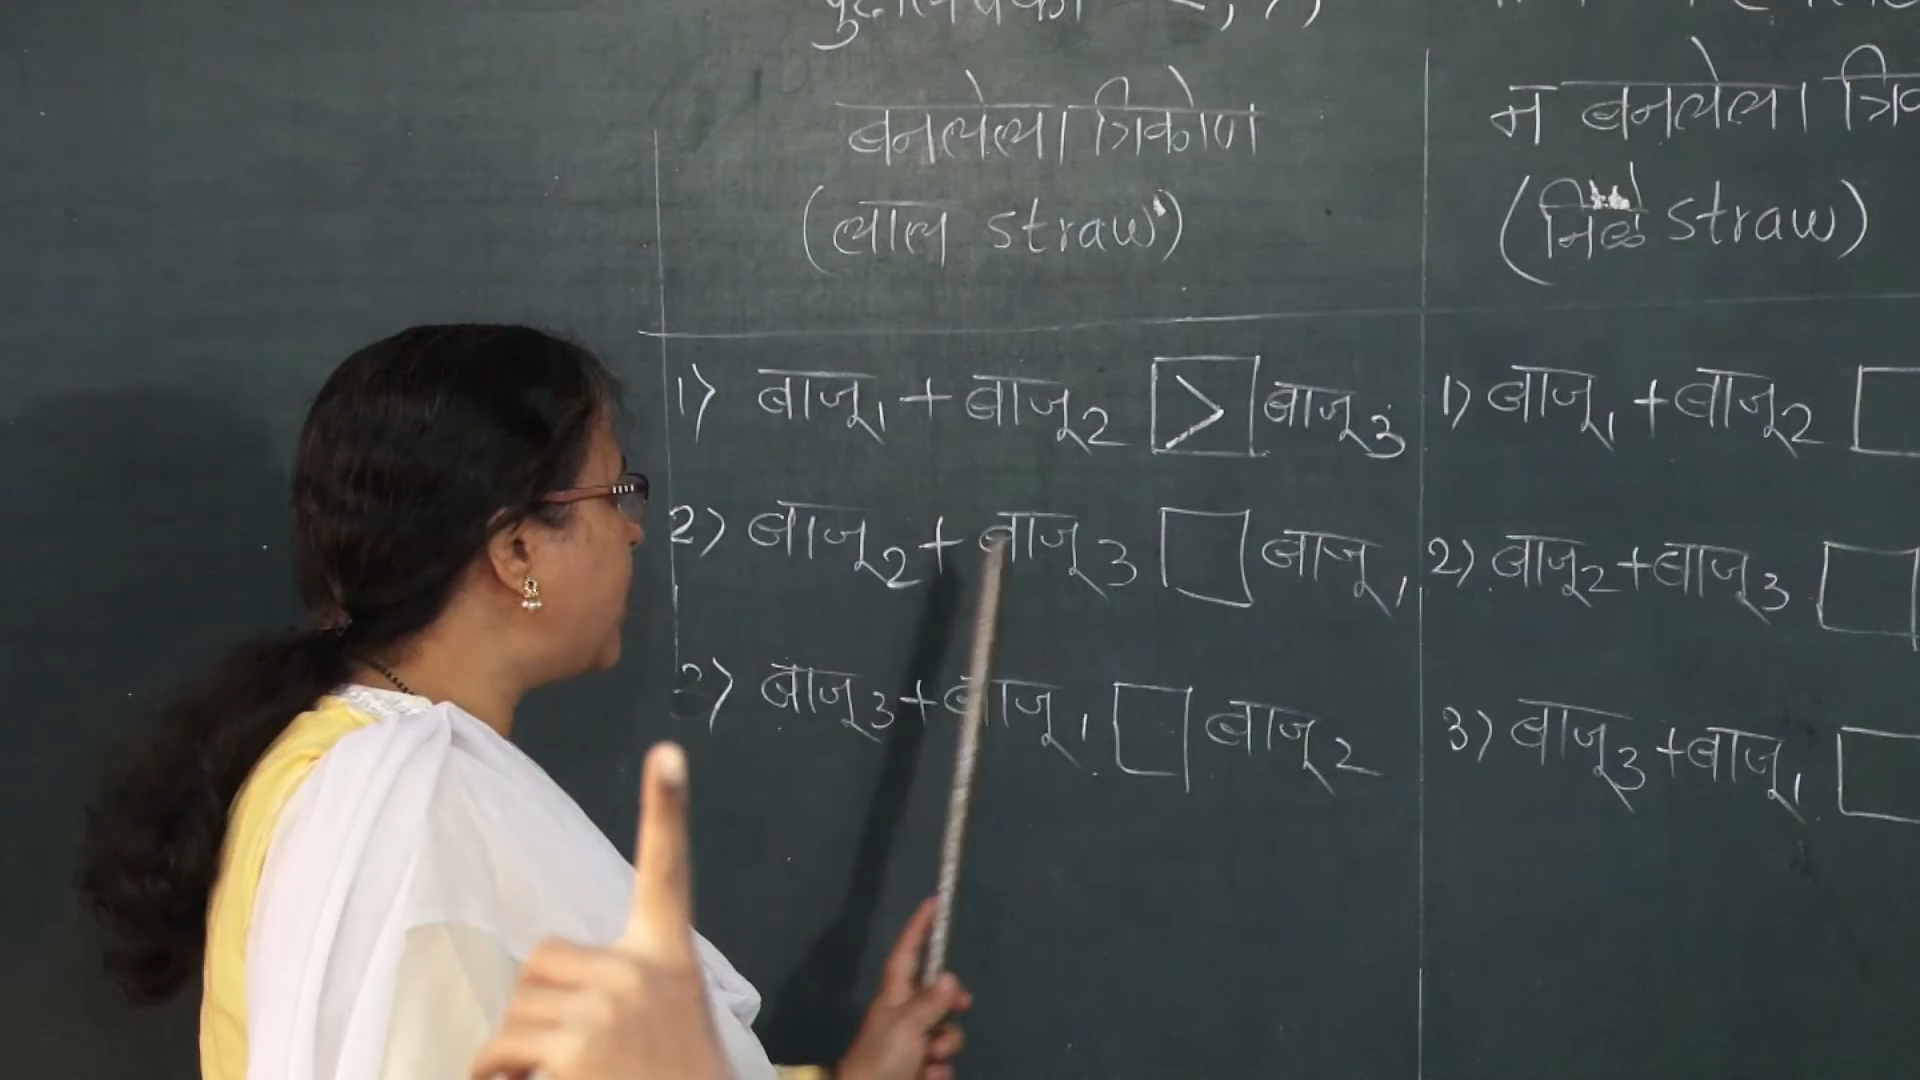 बनलेला त्रिकोण
(लाल straw)
1) बाजू1 + बाजू2 > बाजू3
2) बाजू2 + बाजू3 □ बाजू1
3) बाजू3 + बाजू1 □ बाजू2
न बनलेला
(निळे straw)
1) बाजू1 + बाजू2 □
2) बाजू2 + बाजू3 □
3) बाजू3 + बाजू1 □